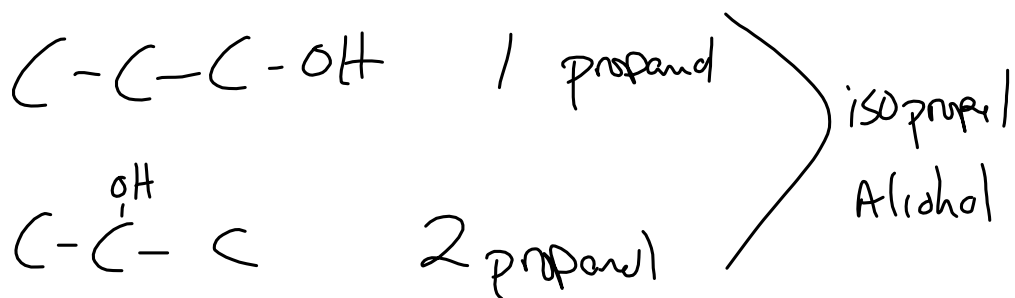 C-C-C-OH 1 propanol
isopropyl
Alcohol
OH
C-C-C 2 propanol